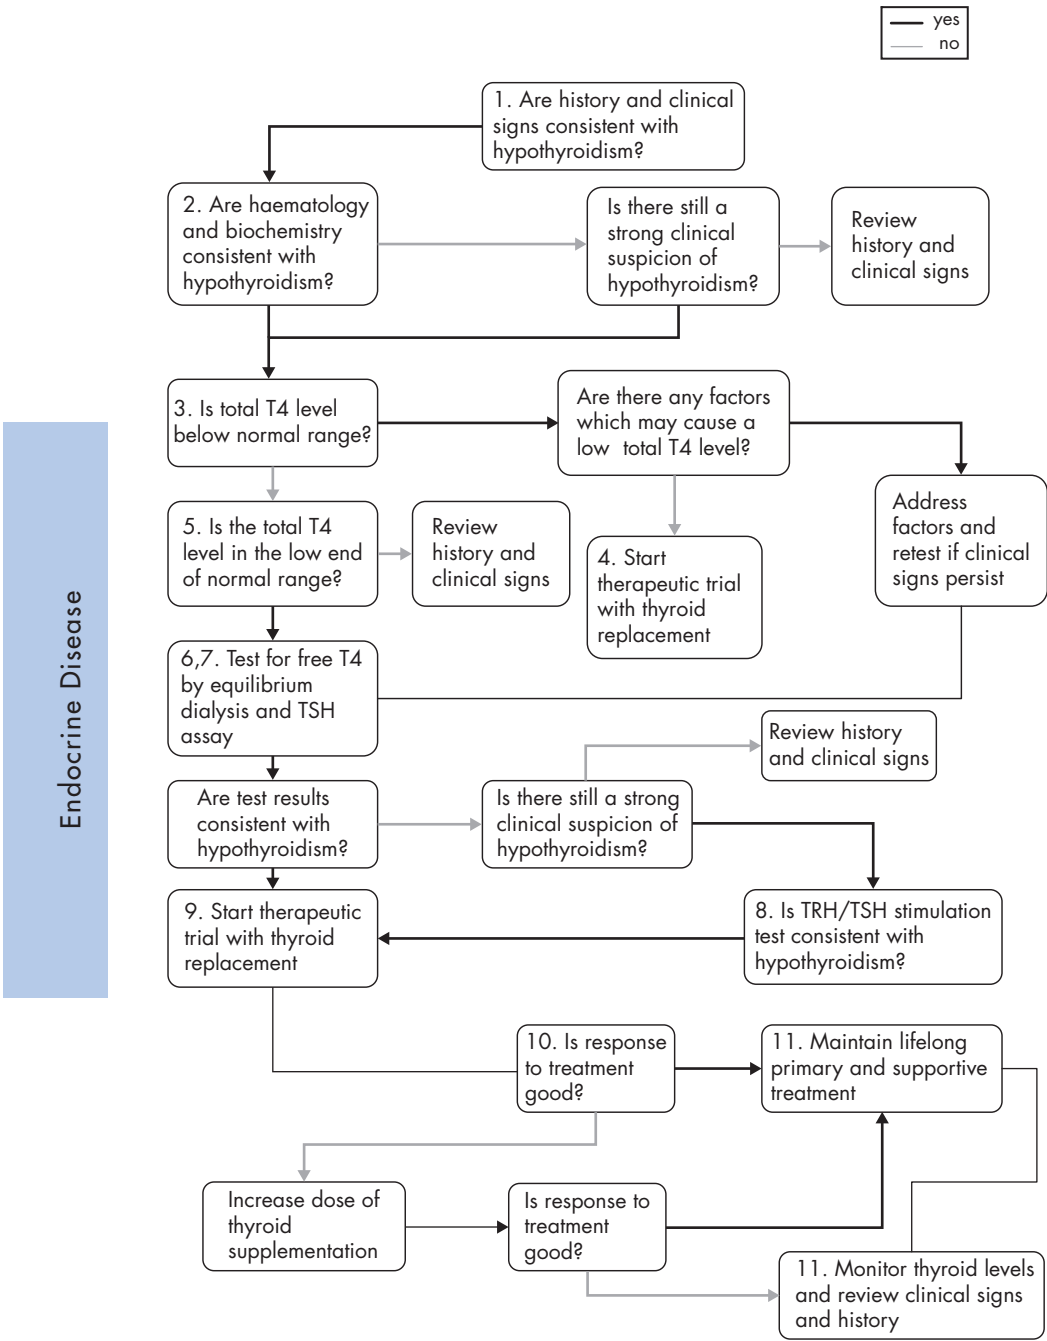 yes
no
1. Are history and clinical
signs consistent with
hypothyroidism?
2. Are haematology
and biochemistry
consistent with
hypothyroidism?
Is there still a
strong clinical
suspicion of
hypothyroidism?
Review
history and
clinical signs
3. Is total T4 level
below normal range?
Are there any factors
which may cause a
low total T4 level?
Address
factors and
retest if clinical
signs persist
5. Is the total T4
level in the low end
of normal range?
Review
history and
clinical signs
4. Start
therapeutic trial
with thyroid
replacement
6,7. Test for free T4
by equilibrium
dialysis and TSH
assay
Review history
and clinical signs
Are test results
consistent with
hypothyroidism?
Is there still a strong
clinical suspicion of
hypothyroidism?
9. Start therapeutic
trial with thyroid
replacement
8. Is TRH/TSH stimulation
test consistent with
hypothyroidism?
10. Is response
to treatment
good?
11. Maintain lifelong
primary and supportive
treatment
Increase dose of
thyroid
supplementation
Is response to
treatment
good?
11. Monitor thyroid levels
and review clinical signs
and history
Endocrine Disease